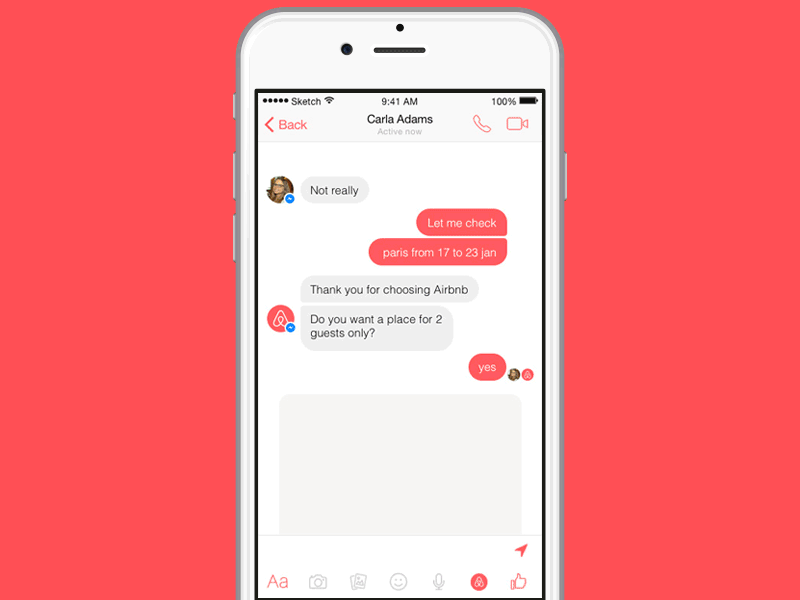 Sketch 9:41 AM 100%
Back Carla Adams
Active now
Not really
Let me check
paris from 17 to 23 jan
Thank you for choosing Airbnb
Do you want a place for 2
guests only?
yes
Aa